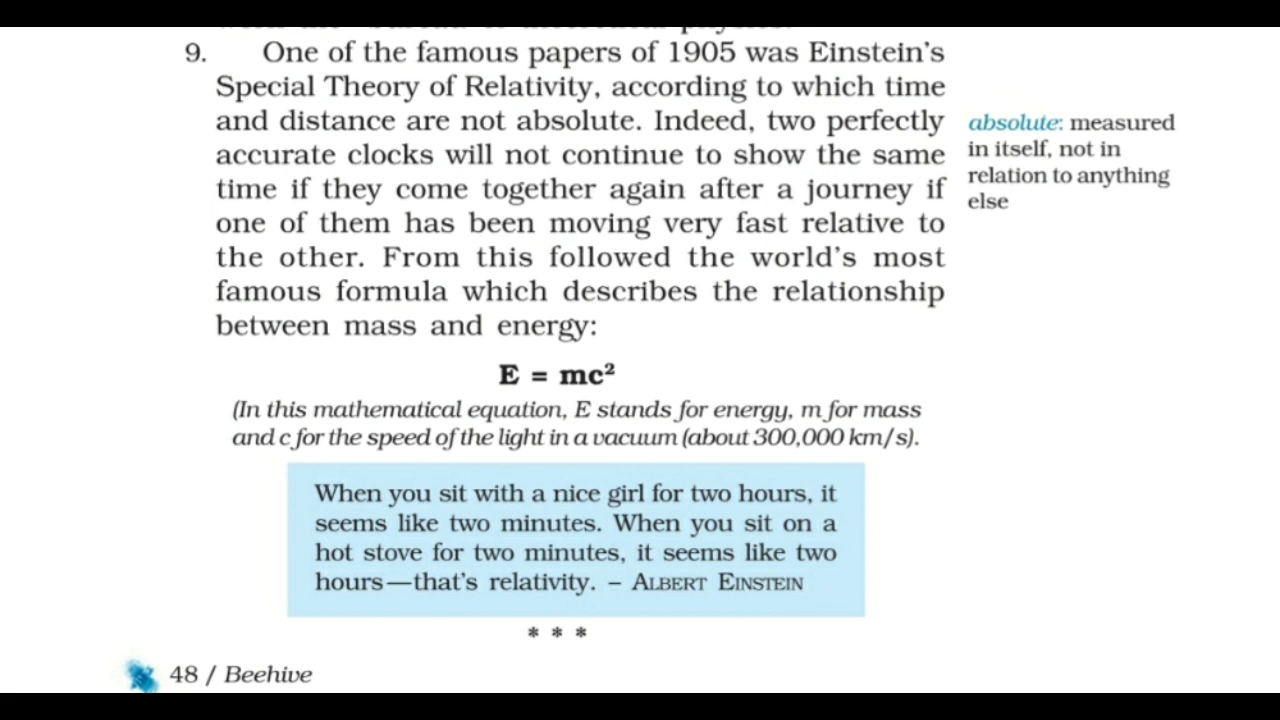 9. One of the famous papers of 1905 was Einstein’s
Special Theory of Relativity, according to which time
and distance are not absolute. Indeed, two perfectly
accurate clocks will not continue to show the same
time if they come together again after a journey if
one of them has been moving very fast relative to
the other. From this followed the world’s most
famous formula which describes the relationship
between mass and energy:
absolute: measured
in itself, not in
relation to anything
else
E = mc²
(In this mathematical equation, E stands for energy, m for mass
and c for the speed of the light in a vacuum (about 300,000 km/s).
When you sit with a nice girl for two hours, it
seems like two minutes. When you sit on a
hot stove for two minutes, it seems like two
hours—that’s relativity. – ALBERT EINSTEIN
* * *
48 / Beehive